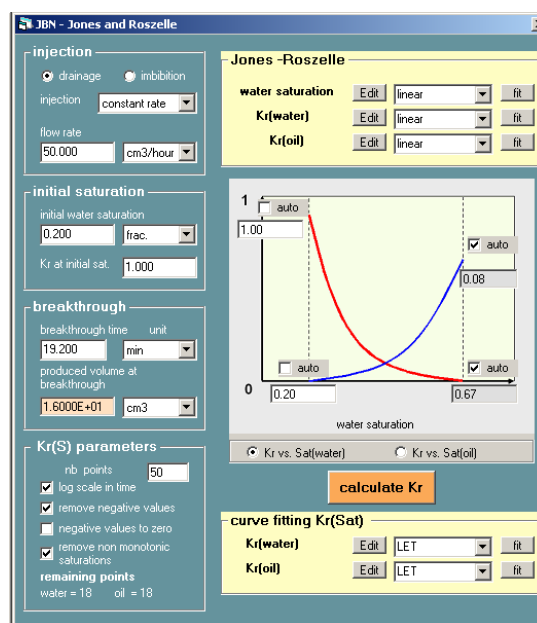 JBN - Jones and Roszelle
injection
drainage imbibition
injection constant rate
flow rate
50.000 cm3/hour
initial saturation
initial water saturation
0.200 frac.
Kr at initial sat. 1.000
breakthrough
breakthrough time unit
19.200 min
produced volume at
breakthrough
1.6000E+01 cm3
Kr(S) parameters
nb points 50
log scale in time
remove negative values
negative values to zero
remove non monotonic
saturations
remaining points
water = 18 oil = 18
Jones -Roszelle
water saturation Edit linear fit
Kr(water) Edit linear fit
Kr(oil) Edit linear fit
1 auto
1.00
auto
0.08
auto auto
0 0.20 0.67
water saturation
Kr vs. Sat(water) Kr vs. Sat(oil)
calculate Kr
curve fitting Kr(Sat)
Kr(water) Edit LET fit
Kr(oil) Edit LET fit